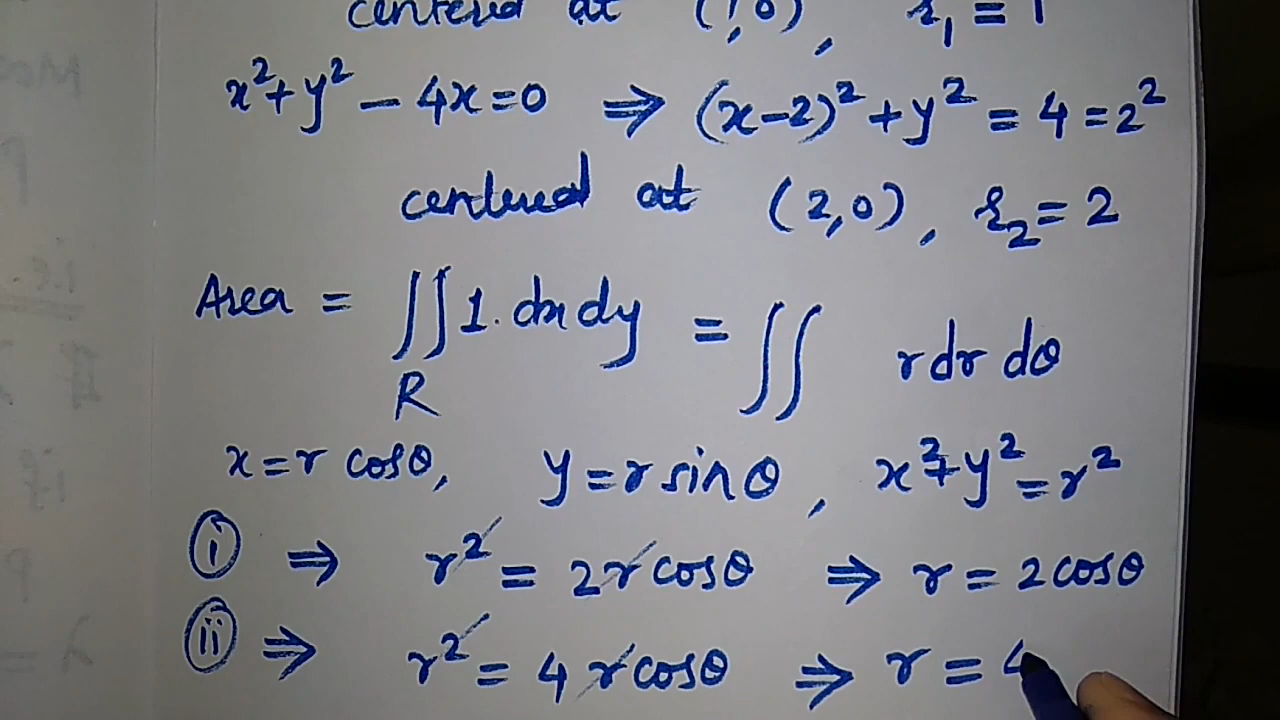 centered at (1,0), r₁ = 1
x² + y² – 4x = 0 ⇒ (x–2)² + y² = 4 = 2²
centered at (2,0), r₂ = 2
Area = ∬ 1. dx dy = ∬ r dr dθ
R
x = r cosθ, y = r sinθ, x² + y² = r²
(i) ⇒ r² = 2r cosθ ⇒ r = 2 cosθ
(ii) ⇒ r² = 4 r cosθ ⇒ r = 4